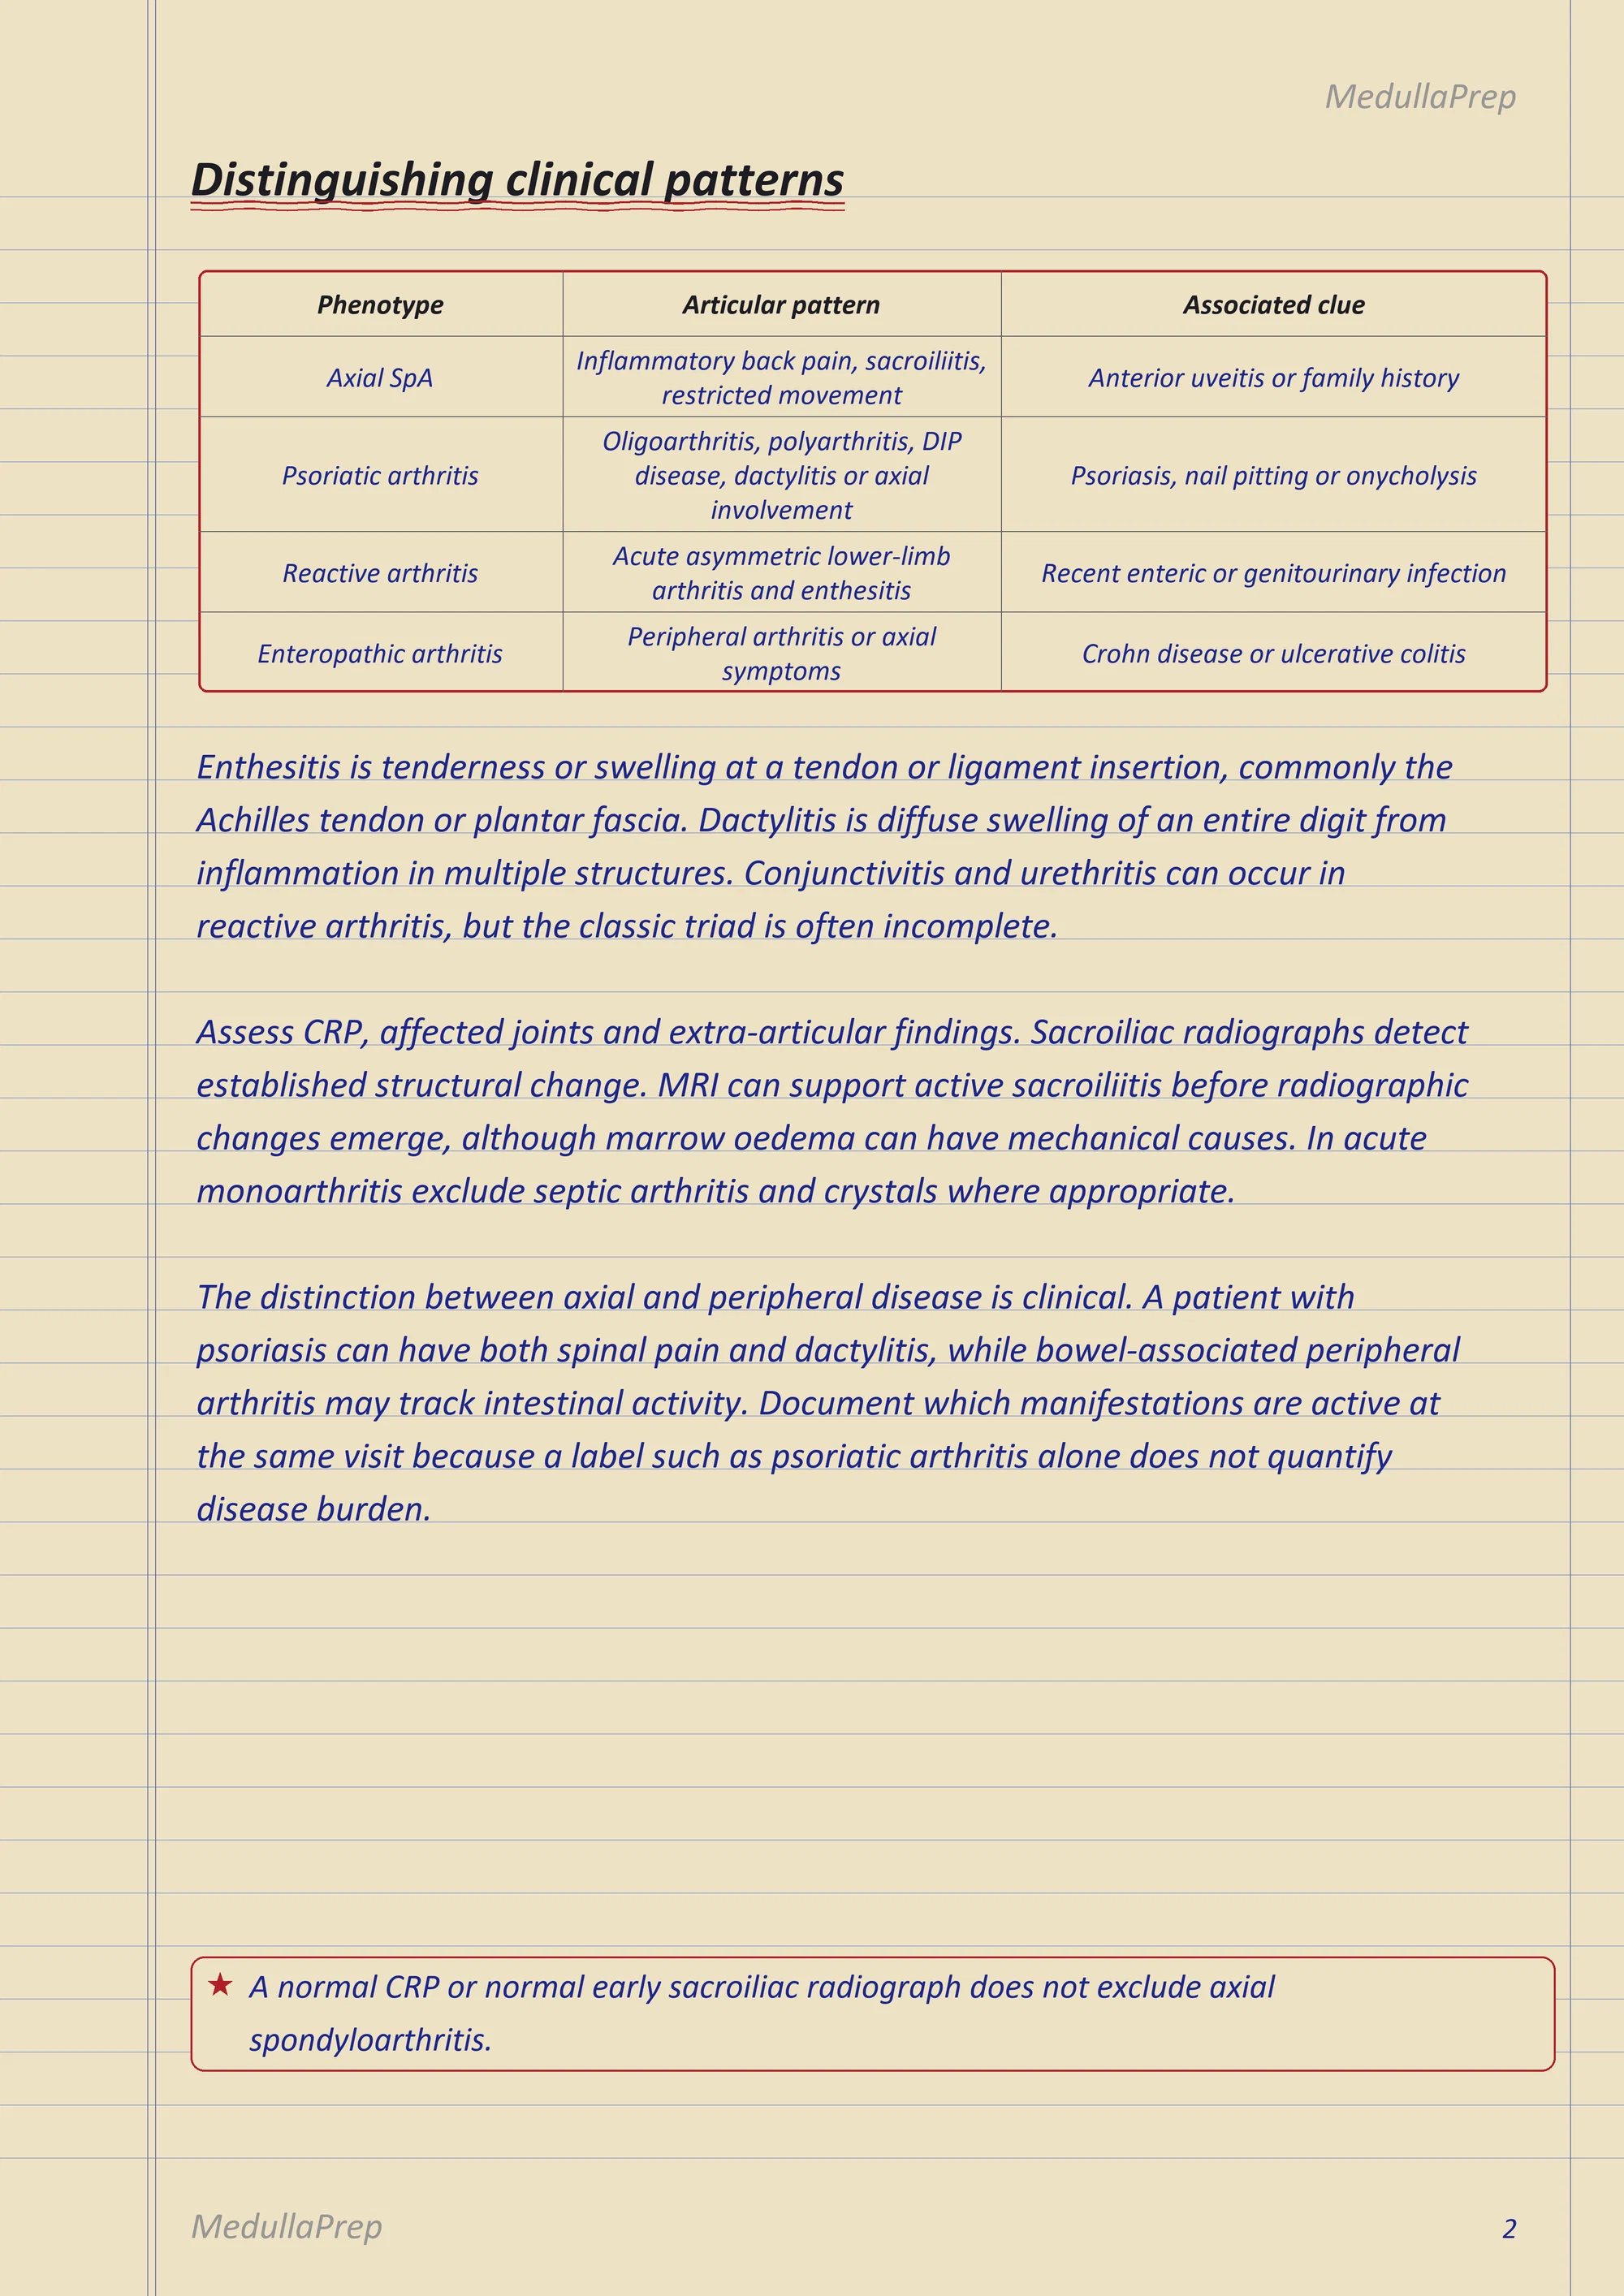 MedullaPrep
Distinguishing clinical patterns
Phenotype
Articular pattern
Associated clue
Axial SpA
Inflammatory back pain, sacroiliitis,
restricted movement
Anterior uveitis or family history
Psoriatic arthritis
Oligoarthritis, polyarthritis, DIP
disease, dactylitis or axial
involvement
Psoriasis, nail pitting or onycholysis
Reactive arthritis
Acute asymmetric lower-limb
arthritis and enthesitis
Recent enteric or genitourinary infection
Enteropathic arthritis
Peripheral arthritis or axial
symptoms
Crohn disease or ulcerative colitis
Enthesitis is tenderness or swelling at a tendon or ligament insertion, commonly the
Achilles tendon or plantar fascia. Dactylitis is diffuse swelling of an entire digit from
inflammation in multiple structures. Conjunctivitis and urethritis can occur in
reactive arthritis, but the classic triad is often incomplete.
Assess CRP, affected joints and extra-articular findings. Sacroiliac radiographs detect
established structural change. MRI can support active sacroiliitis before radiographic
changes emerge, although marrow oedema can have mechanical causes. In acute
monoarthritis exclude septic arthritis and crystals where appropriate.
The distinction between axial and peripheral disease is clinical. A patient with
psoriasis can have both spinal pain and dactylitis, while bowel-associated peripheral
arthritis may track intestinal activity. Document which manifestations are active at
the same visit because a label such as psoriatic arthritis alone does not quantify
disease burden.
★ A normal CRP or normal early sacroiliac radiograph does not exclude axial
spondyloarthritis.
MedullaPrep
2